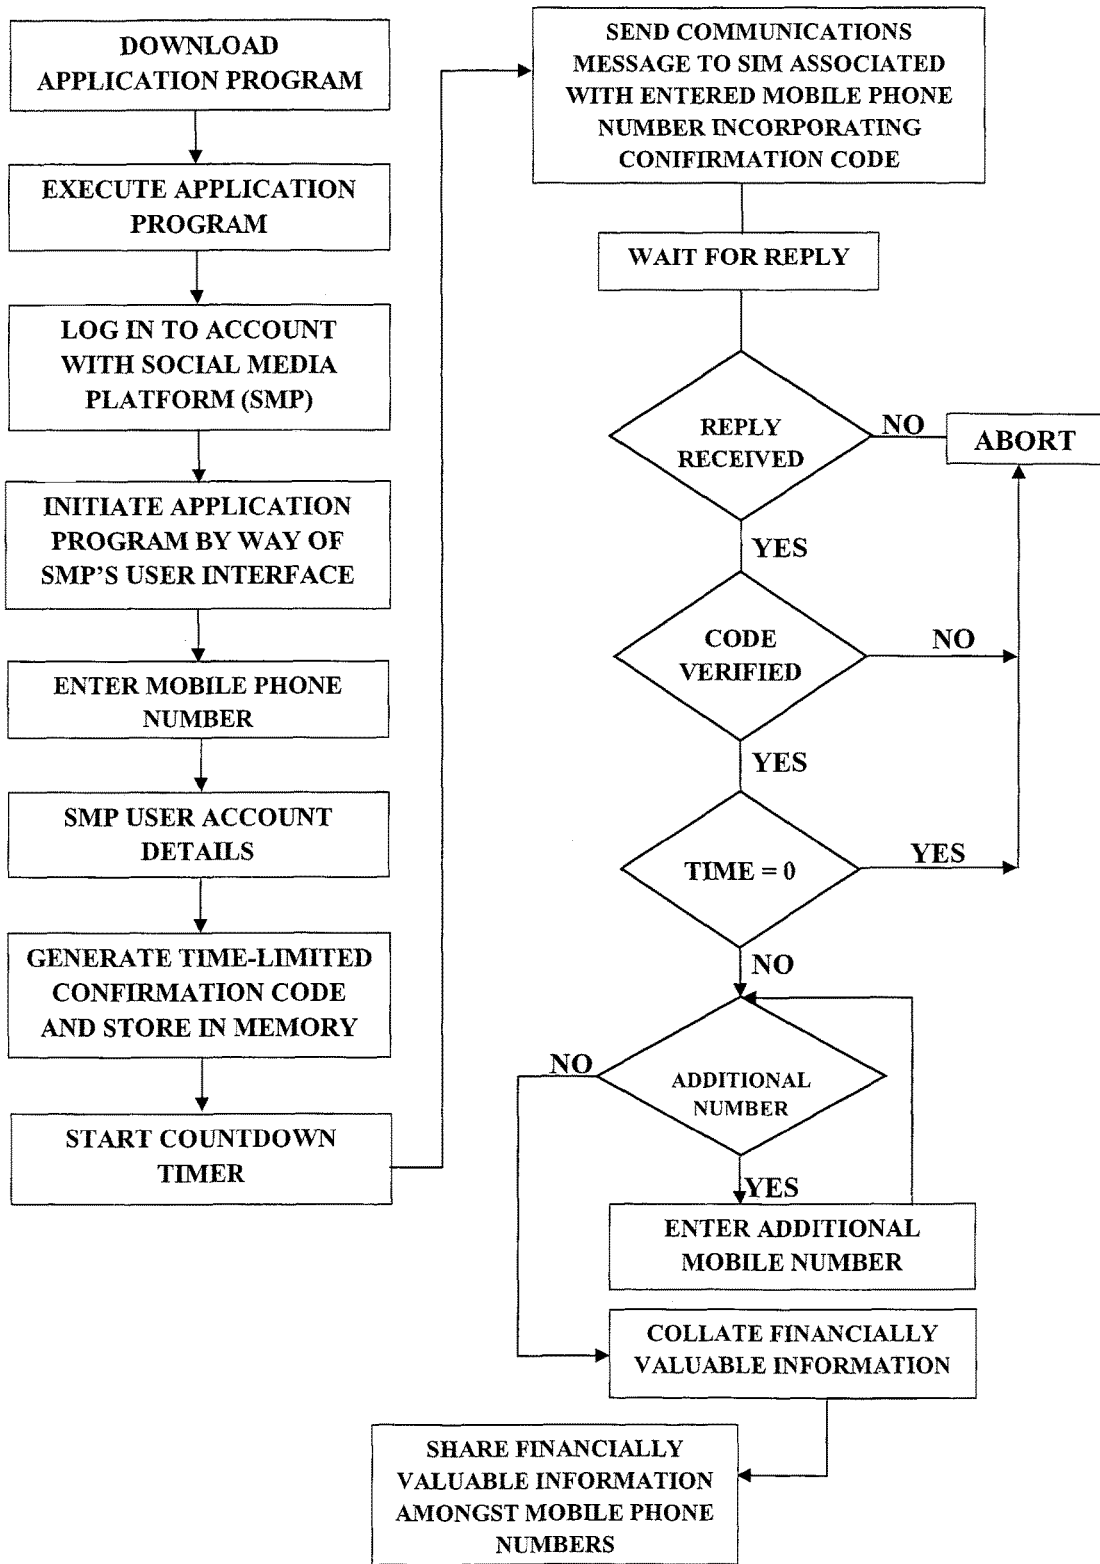 DOWNLOAD
APPLICATION PROGRAM
EXECUTE APPLICATION
PROGRAM
LOG IN TO ACCOUNT
WITH SOCIAL MEDIA
PLATFORM (SMP)
INITIATE APPLICATION
PROGRAM BY WAY OF
SMP'S USER INTERFACE
ENTER MOBILE PHONE
NUMBER
SMP USER ACCOUNT
DETAILS
GENERATE TIME-LIMITED
CONFIRMATION CODE
AND STORE IN MEMORY
START COUNTDOWN
TIMER
SEND COMMUNICATIONS
MESSAGE TO SIM ASSOCIATED
WITH ENTERED MOBILE PHONE
NUMBER INCORPORATING
CONIFIRMATION CODE
WAIT FOR REPLY
REPLY
RECEIVED
NO
ABORT
YES
CODE
VERIFIED
NO
YES
TIME = 0
YES
NO
ADDITIONAL
NUMBER
NO
YES
ENTER ADDITIONAL
MOBILE NUMBER
COLLATE FINANCIALLY
VALUABLE INFORMATION
SHARE FINANCIALLY
VALUABLE INFORMATION
AMONGST MOBILE PHONE
NUMBERS